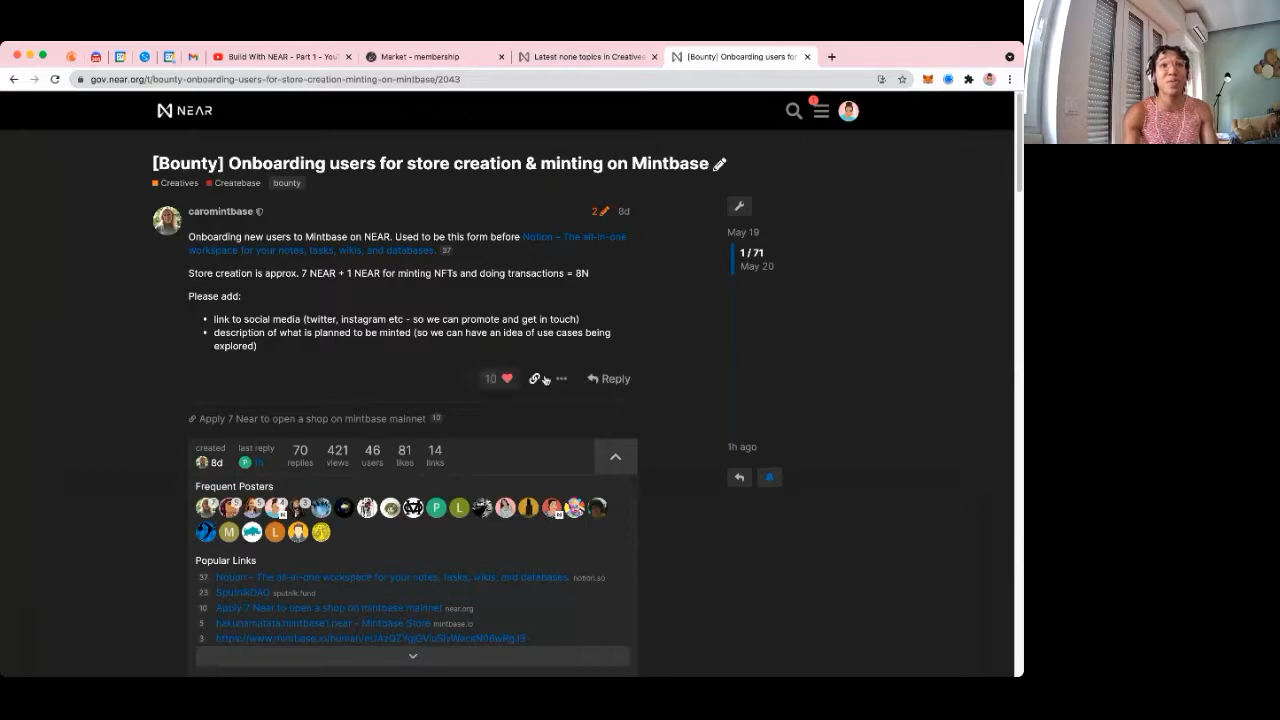 Build With NEAR - Part 1 - You
Market - membership
Latest none topics in Creatives
[Bounty] Onboarding users for
gov.near.org/t/bounty-onboarding-users-for-store-creation-minting-on-mintbase/2043
NEAR
1
[Bounty] Onboarding users for store creation & minting on Mintbase
Creatives Createbase bounty
caromintbase 2 8d
Onboarding new users to Mintbase on NEAR. Used to be this form before Notion – The all-in-one
workspace for your notes, tasks, wikis, and databases. 37
Store creation is approx. 7 NEAR + 1 NEAR for minting NFTs and doing transactions = 8N
Please add:
• link to social media (twitter, instagram etc - so we can promote and get in touch)
• description of what is planned to be minted (so we can have an idea of use cases being
explored)
10 Reply
Apply 7 Near to open a shop on mintbase mainnet 10
created last reply 70 421 46 81 14
8d P 1h replies views users likes links
Frequent Posters
P L
M L
Popular Links
37 Notion – The all-in-one workspace for your notes, tasks, wikis, and databases. notion.so
23 SputnikDAO sputnik.fund
10 Apply 7 Near to open a shop on mintbase mainnet near.org
5 hakunamatata.mintbase1.near – Mintbase Store mintbase.io
3
May 19
1 / 71
May 20
1h ago